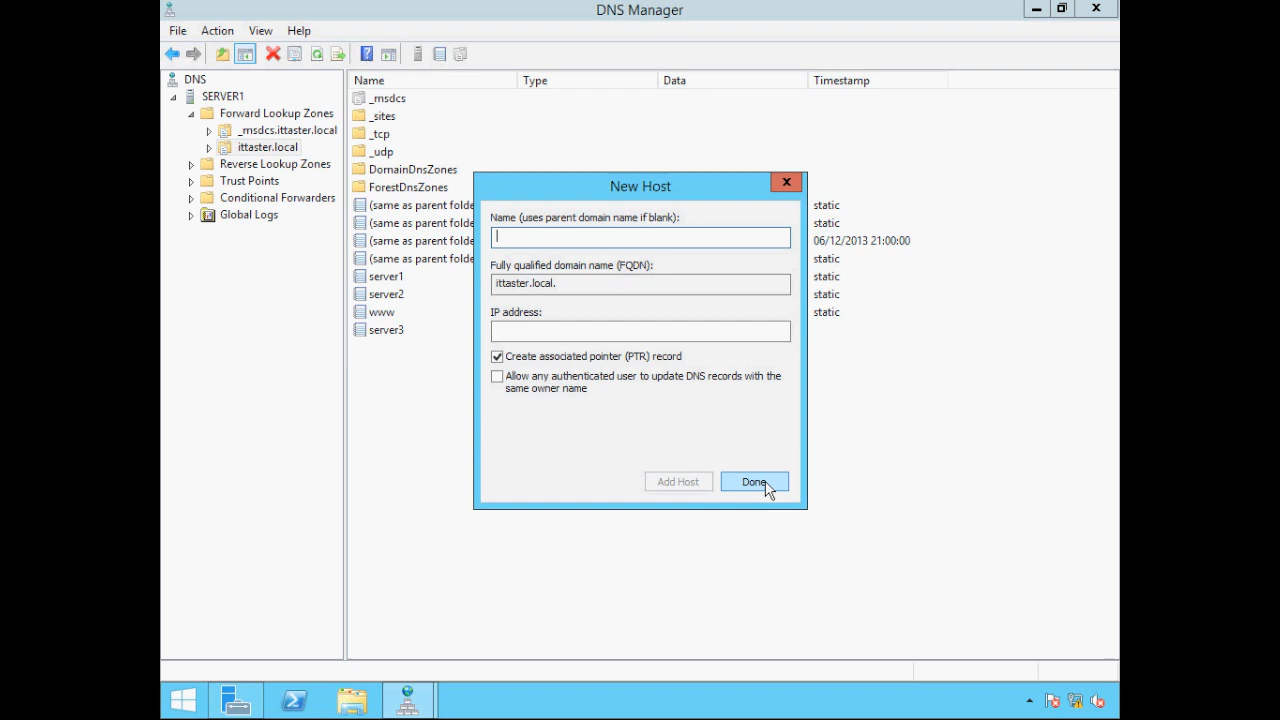 DNS Manager
File Action View Help
DNS
SERVER1
Forward Lookup Zones
_msdcs.ittaster.local
ittaster.local
Reverse Lookup Zones
Trust Points
Conditional Forwarders
Global Logs
Name Type Data Timestamp
_msdcs
_sites
_tcp
_udp
DomainDnsZones
ForestDnsZones
(same as parent folde static
(same as parent folde static
(same as parent folde 06/12/2013 21:00:00
(same as parent folde static
server1 static
server2 static
www static
server3
New Host
Name (uses parent domain name if blank):
Fully qualified domain name (FQDN):
ittaster.local.
IP address:
Create associated pointer (PTR) record
Allow any authenticated user to update DNS records with the
same owner name
Add Host Done